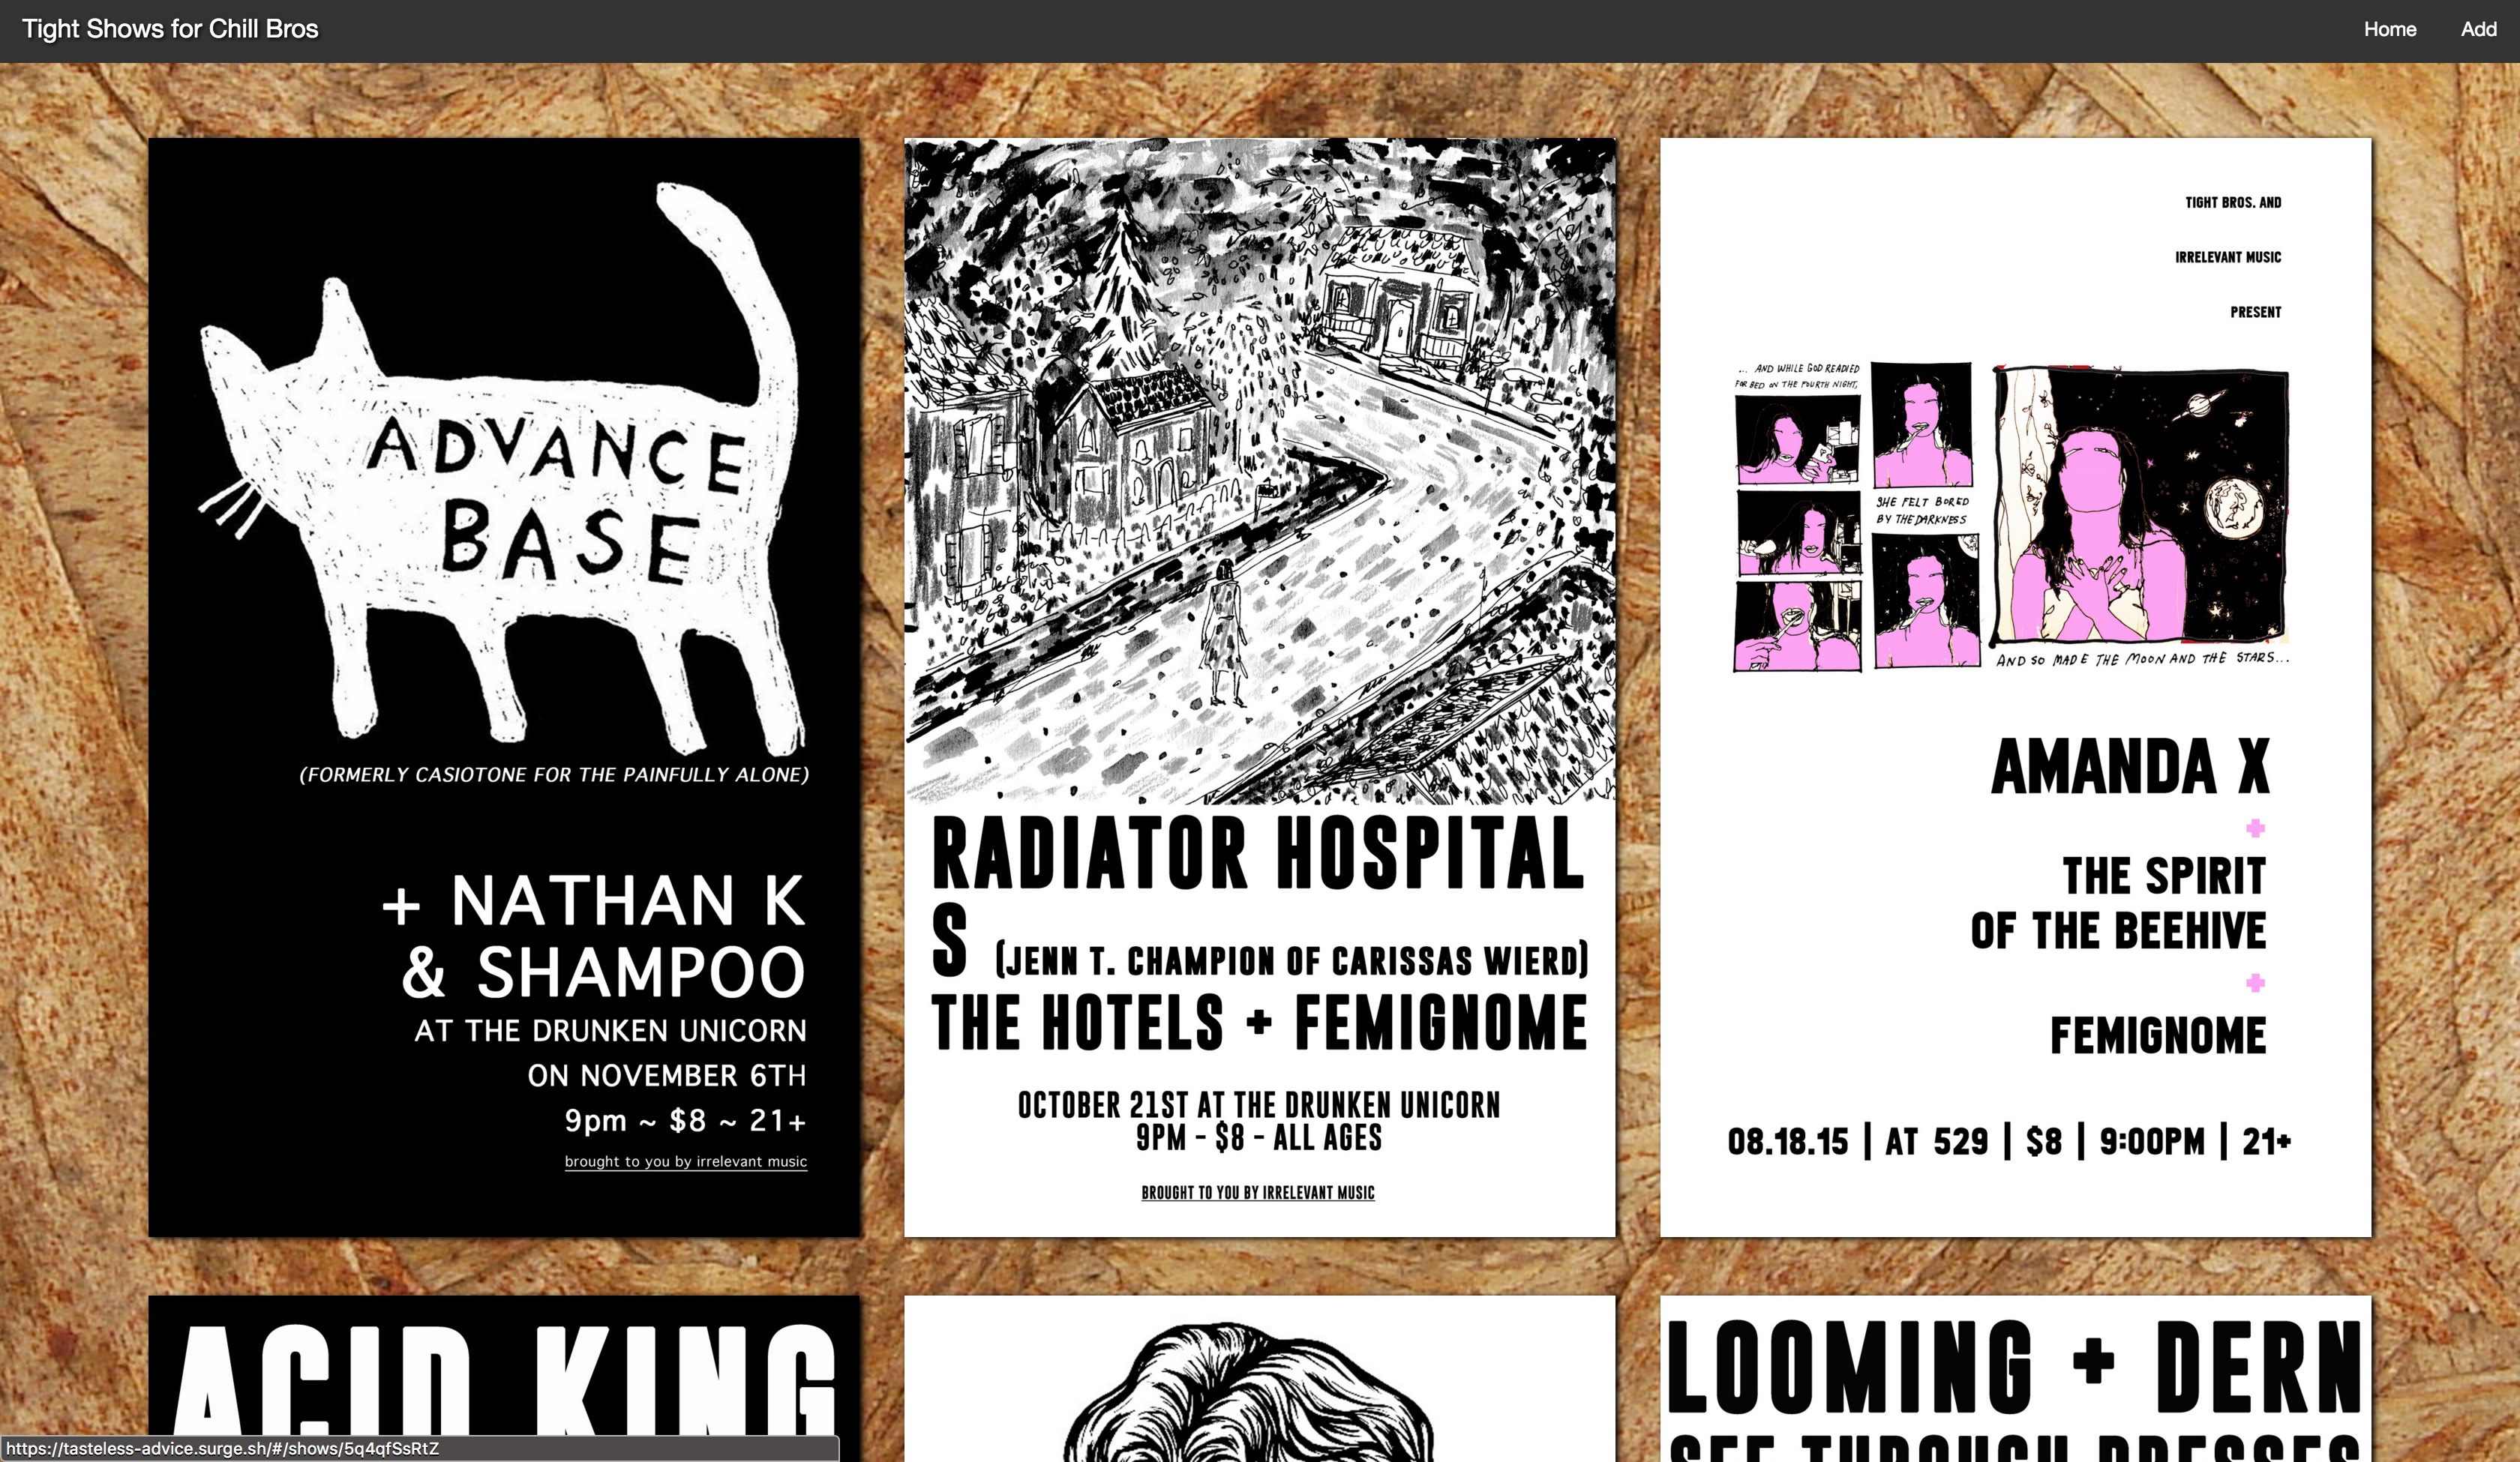 Tight Shows for Chill Bros
Home
Add
ADVANCE
BASE
(FORMERLY CASIOTONE FOR THE PAINFULLY ALONE)
+ NATHAN K
& SHAMPOO
AT THE DRUNKEN UNICORN
ON NOVEMBER 6TH
9pm ~ $8 ~ 21+
brought to you by irrelevant music
RADIATOR HOSPITAL
S (JENN T. CHAMPION OF CARISSAS WIERD)
THE HOTELS + FEMIGNOME
OCTOBER 21ST AT THE DRUNKEN UNICORN
9PM - $8 - ALL AGES
BROUGHT TO YOU BY IRRELEVANT MUSIC
TIGHT BROS. AND
IRRELEVANT MUSIC
PRESENT
... AND WHILE GOD READIED
FOR BED ON THE FOURTH NIGHT,
SHE FELT BORED
BY THE DARKNESS
AND SO MADE THE MOON AND THE STARS...
AMANDA X
+
THE SPIRIT
OF THE BEEHIVE
+
FEMIGNOME
08.18.15 | AT 529 | $8 | 9:00PM | 21+
ACID KING
LOOMING + DERN
SEE THROUGH DRESSES
https://tasteless-advice.surge.sh/#/shows/5q4qfSsRtZ